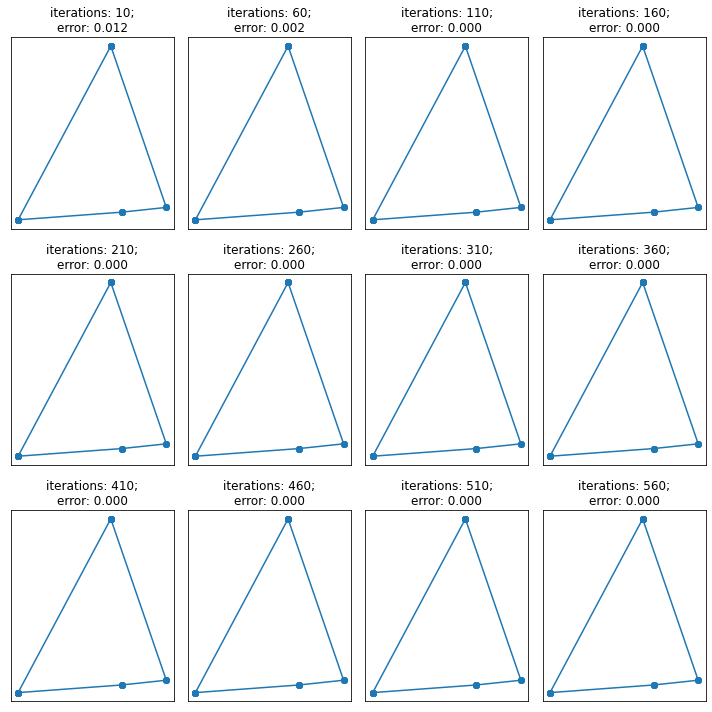 iterations: 10;
error: 0.012
iterations: 60;
error: 0.002
iterations: 110;
error: 0.000
iterations: 160;
error: 0.000
iterations: 210;
error: 0.000
iterations: 260;
error: 0.000
iterations: 310;
error: 0.000
iterations: 360;
error: 0.000
iterations: 410;
error: 0.000
iterations: 460;
error: 0.000
iterations: 510;
error: 0.000
iterations: 560;
error: 0.000